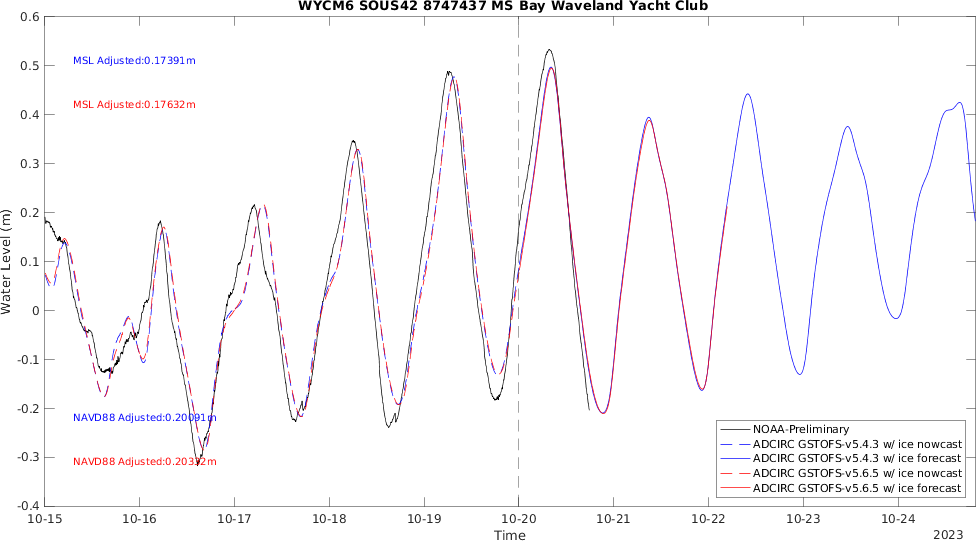 WYCM6 SOUS42 8747437 MS Bay Waveland Yacht Club
0.6
0.5
0.4
0.3
0.2
0.1
0
-0.1
-0.2
-0.3
-0.4
Water Level (m)
MSL Adjusted:0.17391m
MSL Adjusted:0.17632m
NAVD88 Adjusted:0.20091m
NAVD88 Adjusted:0.20332m
NOAA-Preliminary
ADCIRC GSTOFS-v5.4.3 w/ ice nowcast
ADCIRC GSTOFS-v5.4.3 w/ ice forecast
ADCIRC GSTOFS-v5.6.5 w/ ice nowcast
ADCIRC GSTOFS-v5.6.5 w/ ice forecast
10-15 10-16 10-17 10-18 10-19 10-20 10-21 10-22 10-23 10-24
Time
2023